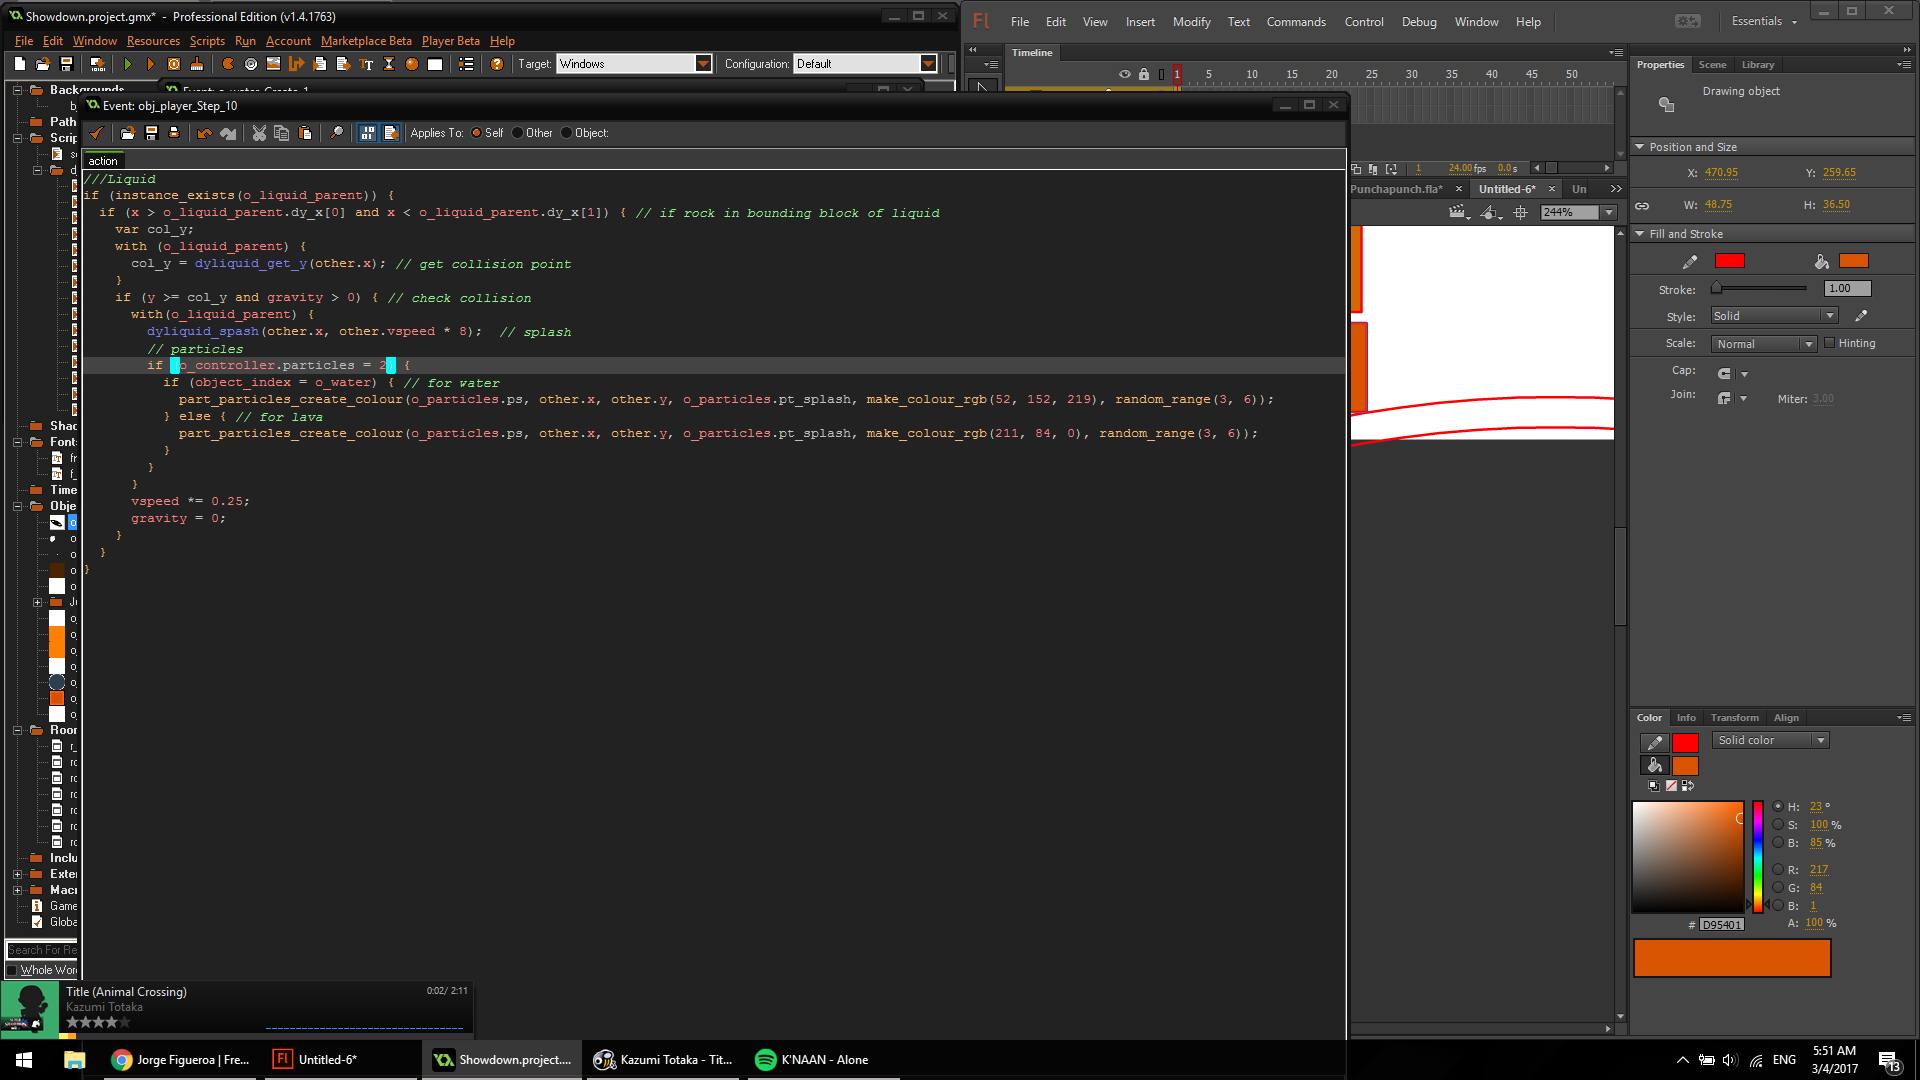 Showdown.project.gmx* - Professional Edition (v1.4.1763)
File Edit Window Resources Scripts Run Account Marketplace Beta Player Beta Help
Target: Windows Configuration: Default
Event: obj_player_Step_10
Applies To: Self Other Object:
action
///Liquid
if (instance_exists(o_liquid_parent)) {
if (x > o_liquid_parent.dy_x[0] and x < o_liquid_parent.dy_x[1]) { // if rock in bounding block of liquid
var col_y;
with (o_liquid_parent) {
col_y = dyliquid_get_y(other.x); // get collision point
}
if (y >= col_y and gravity > 0) { // check collision
with(o_liquid_parent) {
dyliquid_spash(other.x, other.vspeed * 8); // splash
// particles
if (o_controller.particles = 2) {
if (object_index = o_water) { // for water
part_particles_create_colour(o_particles.ps, other.x, other.y, o_particles.pt_splash, make_colour_rgb(52, 152, 219), random_range(3, 6));
} else { // for lava
part_particles_create_colour(o_particles.ps, other.x, other.y, o_particles.pt_splash, make_colour_rgb(211, 84, 0), random_range(3, 6));
}
}
}
vspeed *= 0.25;
gravity = 0;
}
}
}
Backgrounds
Path
Scrip
Shac
Font
Time
Obje
Roor
Inclu
Exte
Macr
Game
Globa
Search For Re
Whole Word
Title (Animal Crossing) 0:02/ 2:11
Kazumi Totaka
Fl File Edit View Insert Modify Text Commands Control Debug Window Help Essentials
Timeline
1 5 10 15 20 25 30 35 40 45 50
1 24.00 fps 0.0 s
Punchapunch.fla* Untitled-6* Un
244%
Properties Scene Library
Drawing object
Position and Size
X: 470.95 Y: 259.65
W: 48.75 H: 36.50
Fill and Stroke
Stroke: 1.00
Style: Solid
Scale: Normal Hinting
Cap:
Join: Miter: 3.00
Color Info Transform Align
Solid color
H: 23 °
S: 100 %
B: 85 %
R: 217
G: 84
B: 1
# D95401 A: 100 %
Jorge Figueroa | Fre... Untitled-6* Showdown.project.... Kazumi Totaka - Tit... K'NAAN - Alone
ENG 5:51 AM
3/4/2017
13